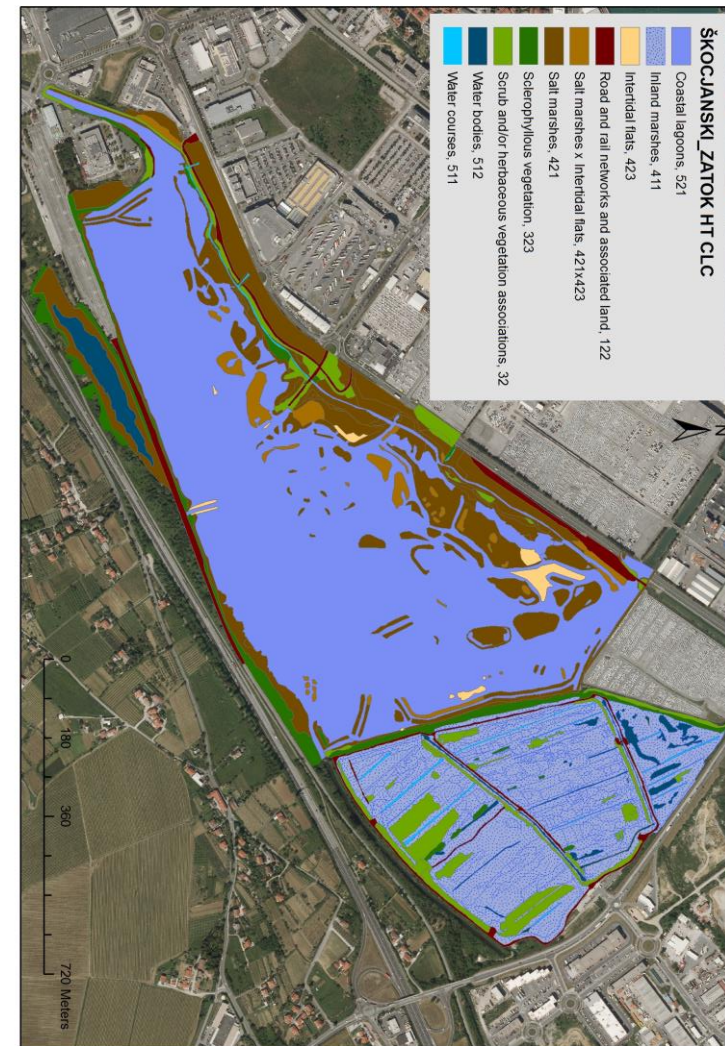 ŠKOCJANSKI_ZATOK HT CLC
Coastal lagoons, 521
Inland marshes, 411
Intertidal flats, 423
Road and rail networks and associated land, 122
Salt marshes x Intertidal flats, 421x423
Salt marshes, 421
Sclerophyllous vegetation, 323
Scrub and/or herbaceous vegetation associations, 32
Water bodies, 512
Water courses, 511
N
0 180 360 720 Meters